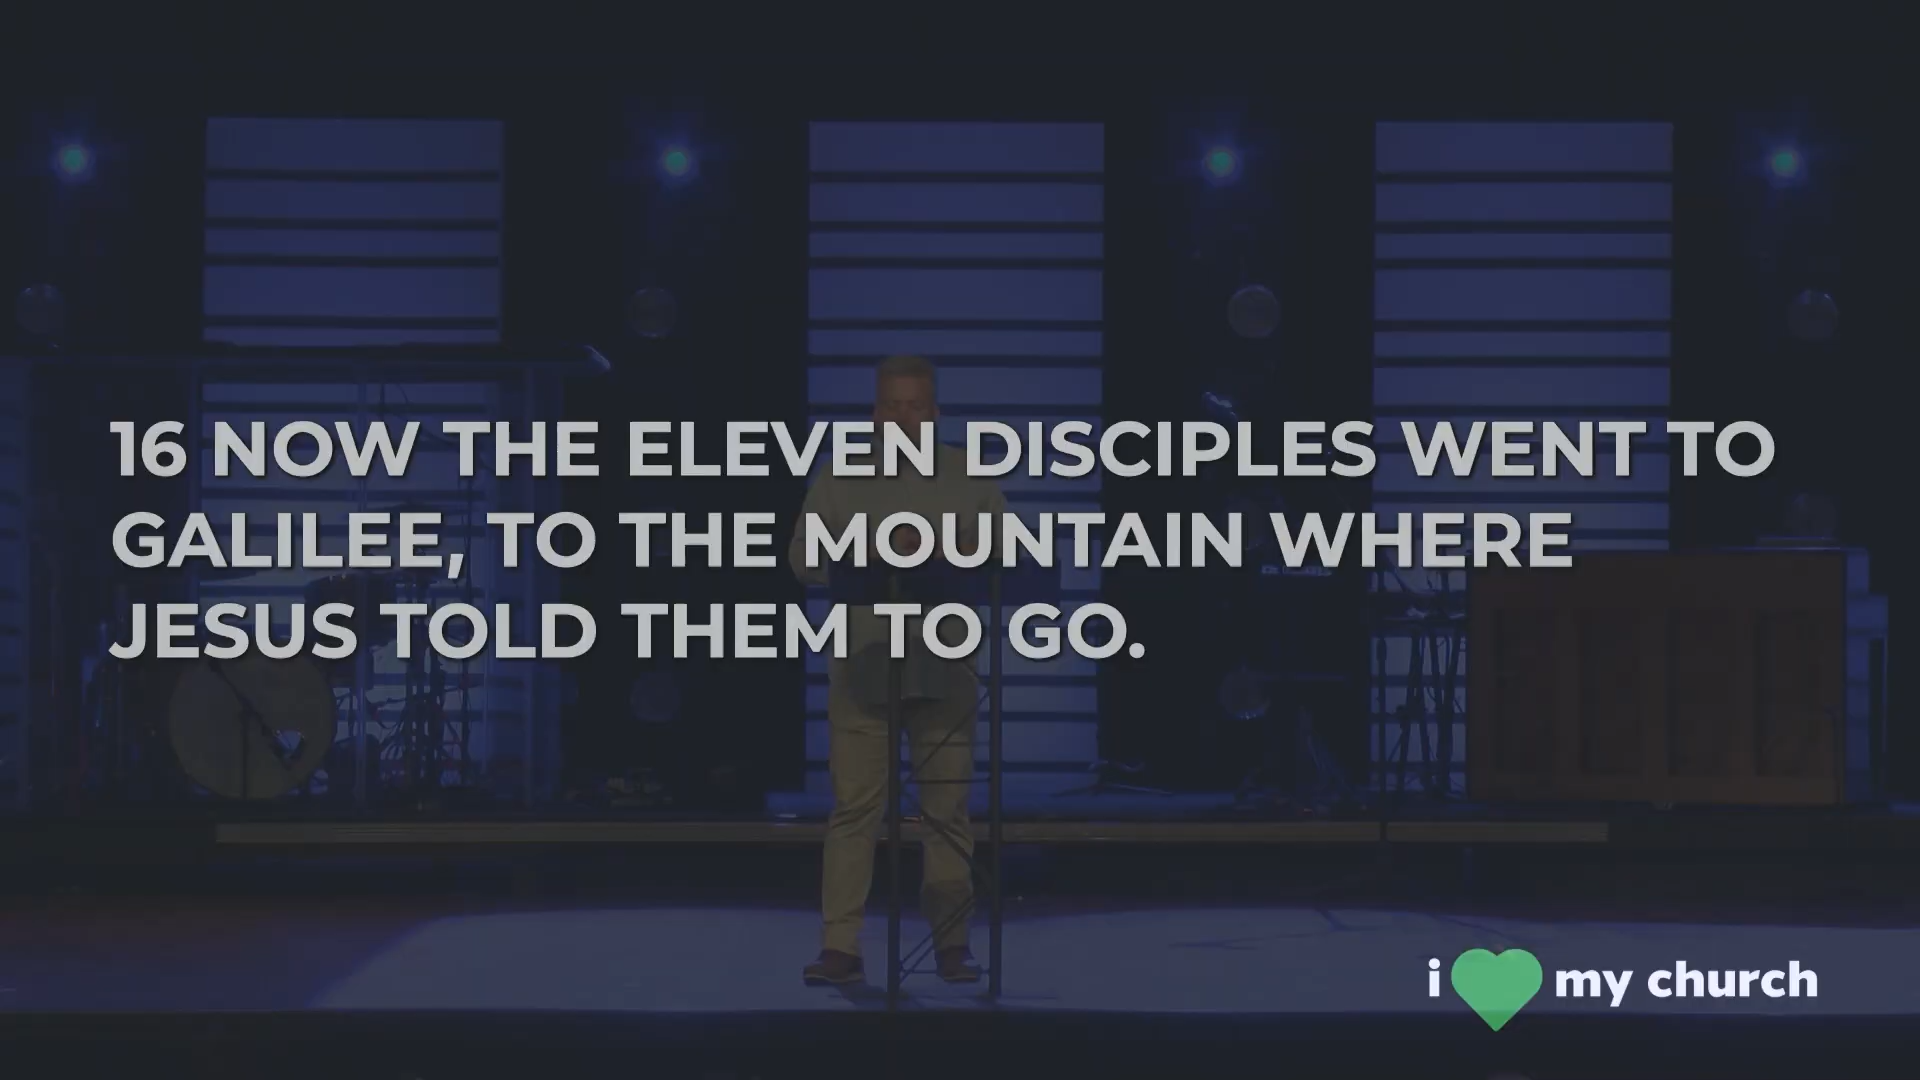 16 NOW THE ELEVEN DISCIPLES WENT TO
GALILEE, TO THE MOUNTAIN WHERE
JESUS TOLD THEM TO GO.
i my church